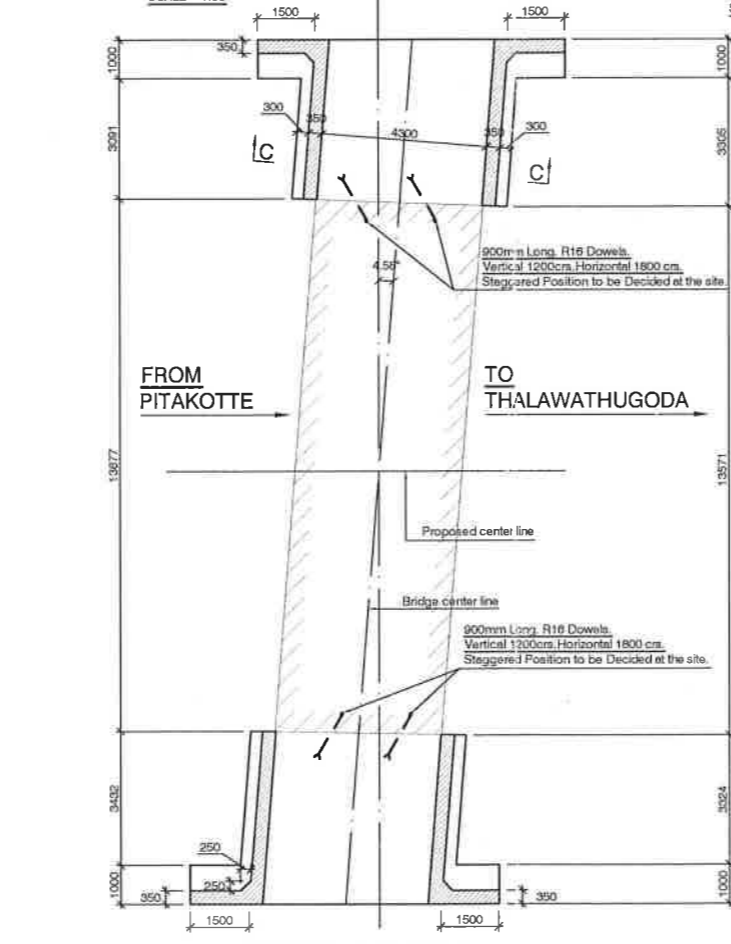 1500
1500
350
1000
1000
300
350
4300
350
300
3091
3305
C
C
900mm Long. R16 Dowels.
Vertical 1200crs.Horizontal 1800 crs.
Staggered Position to be Decided at the site.
4.58°
FROM
PITAKOTTE
TO
THALAWATHUGODA
13877
13571
Proposed center line
Bridge center line
900mm Long. R16 Dowels.
Vertical 1200crs.Horizontal 1800 crs.
Staggered Position to be Decided at the site.
3432
3324
250
250
1000
350
350
1000
1500
1500